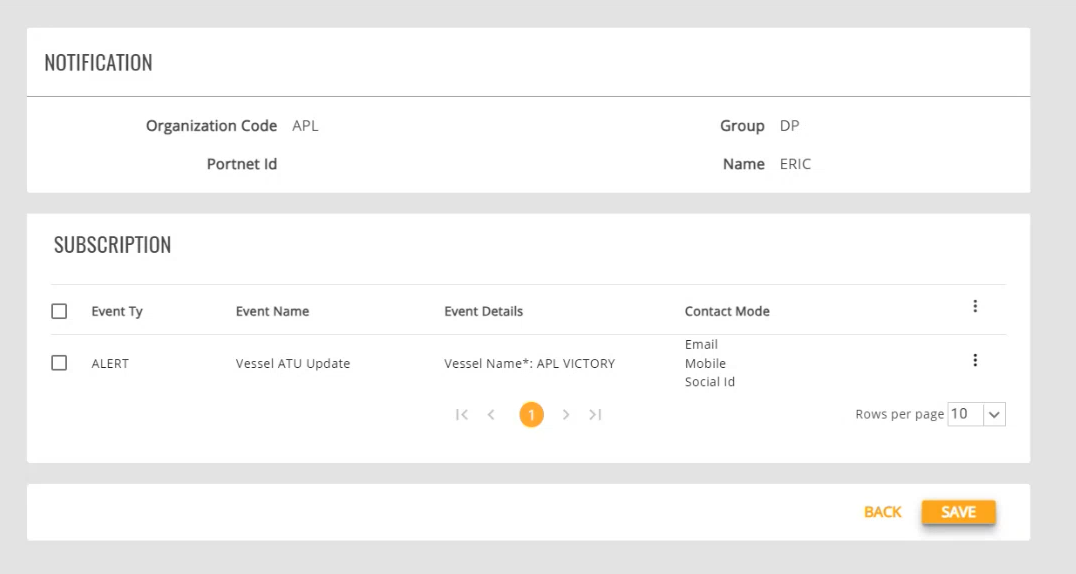 NOTIFICATION
Organization Code APL Group DP
Portnet Id Name ERIC
SUBSCRIPTION
Event Ty Event Name Event Details Contact Mode
ALERT Vessel ATU Update Vessel Name*: APL VICTORY Email
Mobile
Social Id
1 Rows per page 10
BACK SAVE